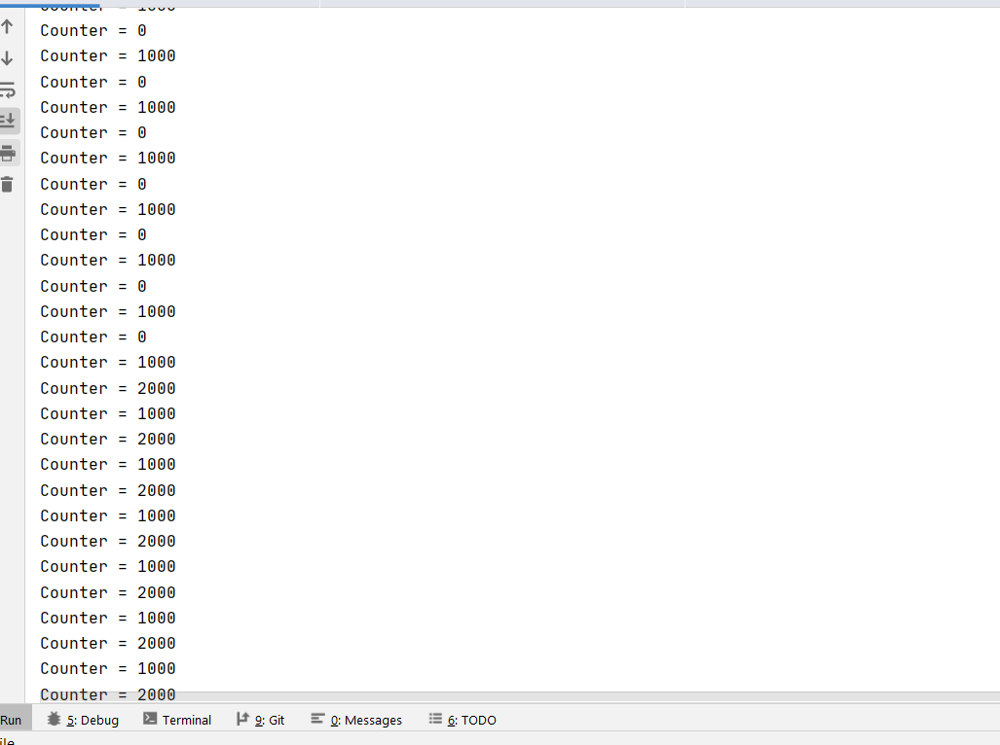 Counter = 1000
Counter = 0
Counter = 1000
Counter = 0
Counter = 1000
Counter = 0
Counter = 1000
Counter = 0
Counter = 1000
Counter = 0
Counter = 1000
Counter = 0
Counter = 1000
Counter = 0
Counter = 1000
Counter = 2000
Counter = 1000
Counter = 2000
Counter = 1000
Counter = 2000
Counter = 1000
Counter = 2000
Counter = 1000
Counter = 2000
Counter = 1000
Counter = 2000
Counter = 1000
Counter = 2000
Run 5: Debug Terminal 9: Git 0: Messages 6: TODO